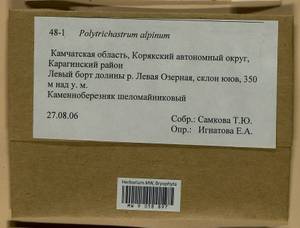 48-1 Polytrichastrum alpinum
Камчатская область, Корякский автономный округ,
Карагинский район
Левый борт долины р. Левая Озерная, склон ююв, 350
м над у. м.
Каменноберезняк шеломайниковый
27.08.06
Собр.: Самкова Т.Ю.
Опр.: Игнатова Е.А.
Herbarium MW, Bryophyta